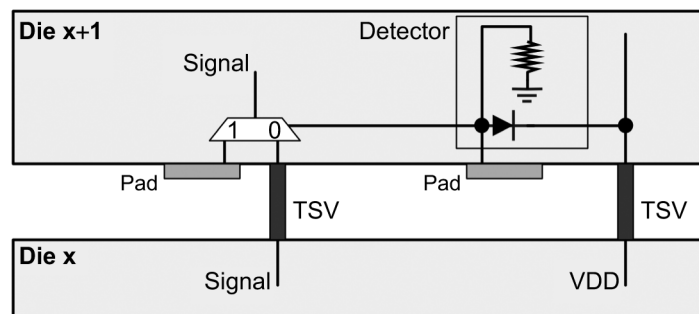 Die x+1
Detector
Signal
1 0
Pad
TSV
Pad
TSV
Die x
Signal
VDD